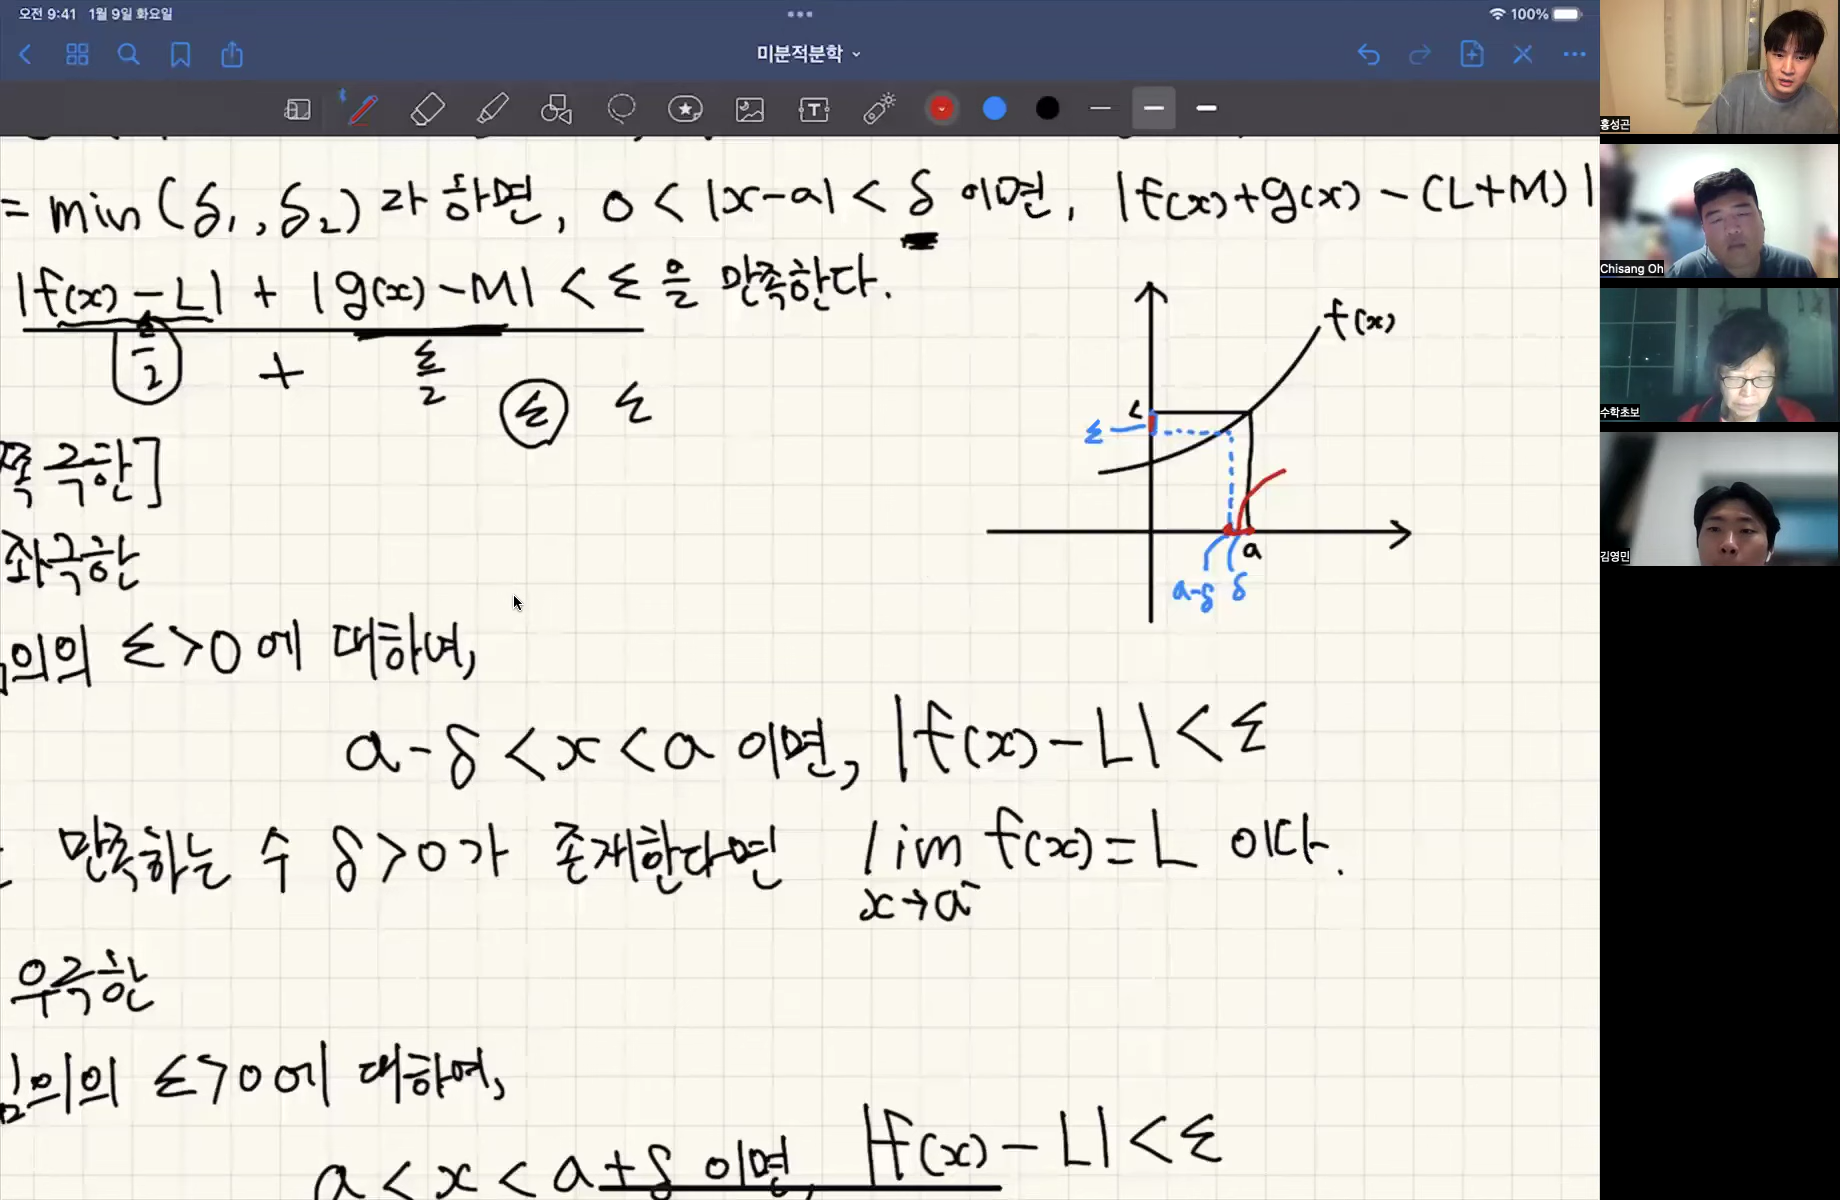 오전 9:41 1월 9일 화요일
100%
미분적분학
= min(δ₁, δ₂) 라 하면, 0 < |x-a| < δ 이면, |f(x)+g(x) - (L+M)|
|f(x) - L| + |g(x) - M| < ε 을 만족한다.
ε/2 + ε/2
ε ε
쪽극한]
좌극한
임의의 ε>0 에 대하여,
a-δ < x < a 이면, |f(x) - L| < ε
만족하는 수 δ>0가 존재한다면 lim x→a⁻ f(x) = L 이다.
우극한
임의의 ε>0에 대하여,
a < x < a+δ 이면, |f(x) - L| < ε
f(x)
L
ε
a
a-δ δ
홍성곤
Chisang Oh
수학초보
김영민